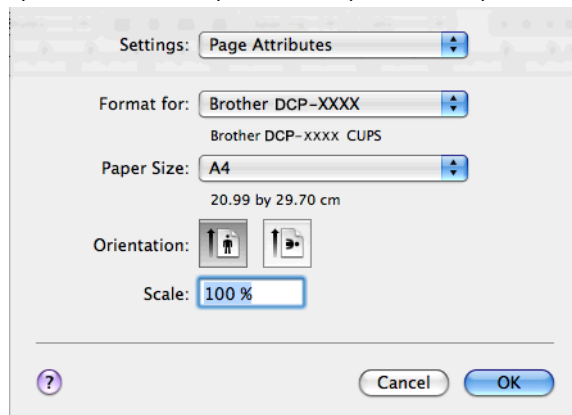 Settings: Page Attributes
Format for: Brother DCP-XXXX
Brother DCP-XXXX CUPS
Paper Size: A4
20.99 by 29.70 cm
Orientation:
Scale: 100 %
? Cancel OK